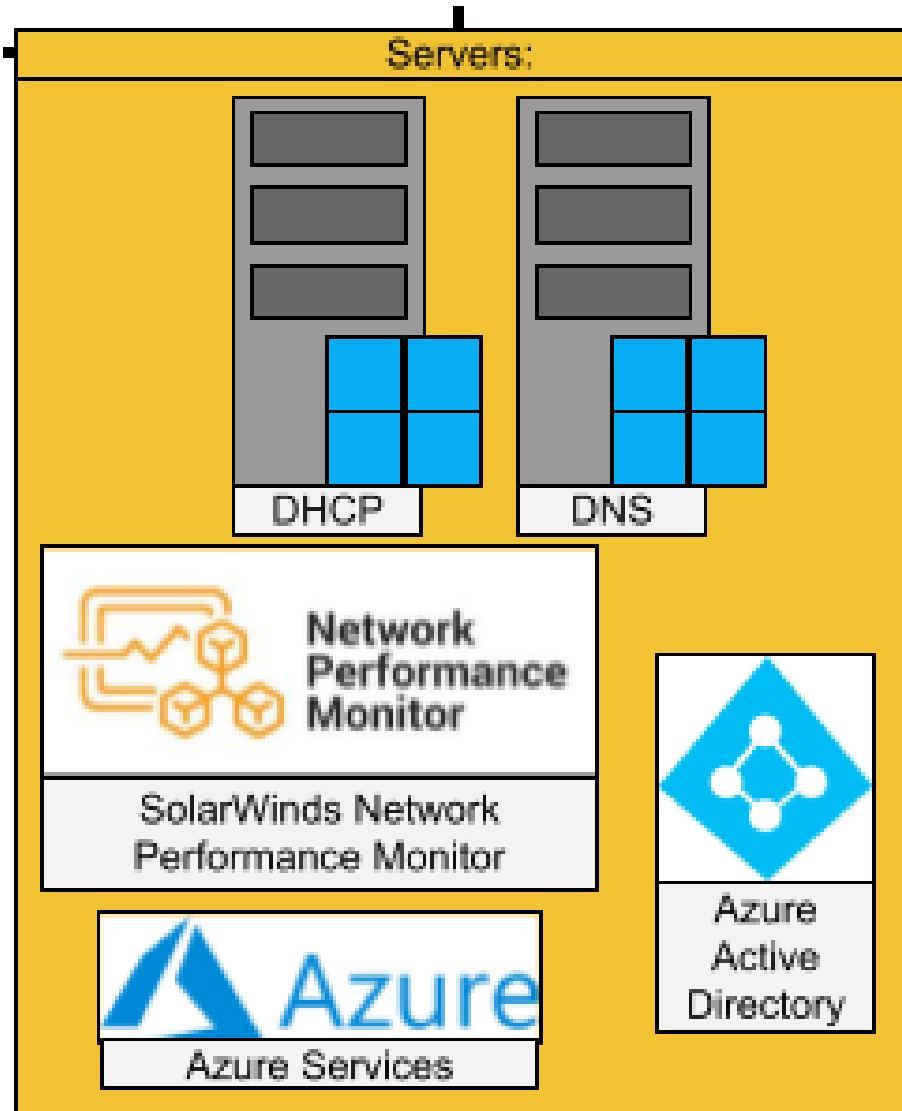 Servers:
DHCP
DNS
Network
Performance
Monitor
SolarWinds Network
Performance Monitor
Azure
Active
Directory
Azure
Azure Services